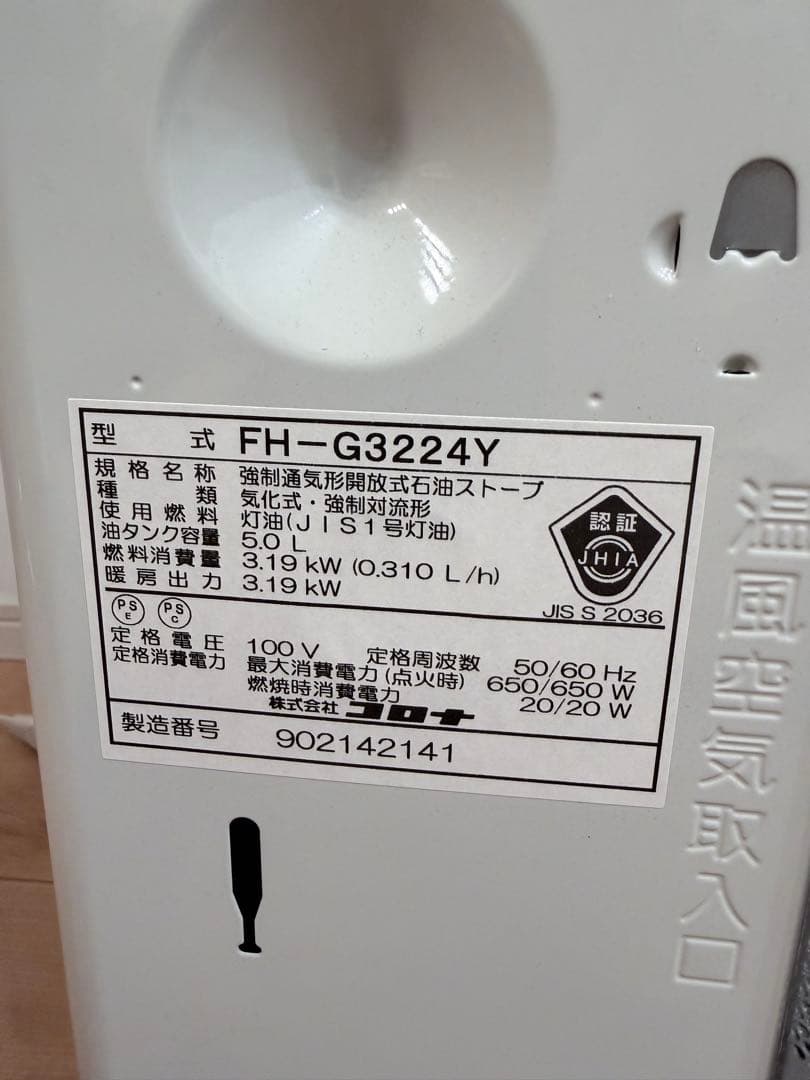 型式 FH-G3224Y
規格名称 強制通気形開放式石油ストーブ
種類 気化式・強制対流形
使用燃料 灯油(JIS1号灯油)
油タンク容量 5.0 L
燃料消費量 3.19 kW (0.310 L/h)
暖房出力 3.19 kW
認証
JHIA
JIS S 2036
PS E PS C
定格電圧 100 V 定格周波数 50/60 Hz
定格消費電力 最大消費電力(点火時) 650/650 W
燃焼時消費電力 20/20 W
株式会社 コロナ
製造番号 902142141
温風空気取入口